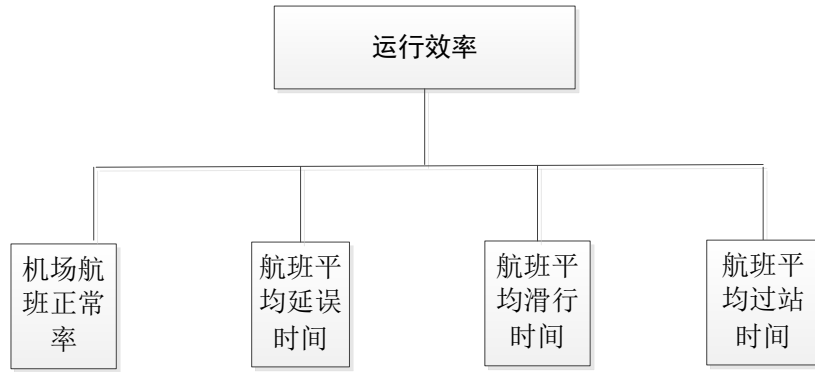 运行效率
机场航
班正常
率
航班平
均延误
时间
航班平
均滑行
时间
航班平
均过站
时间